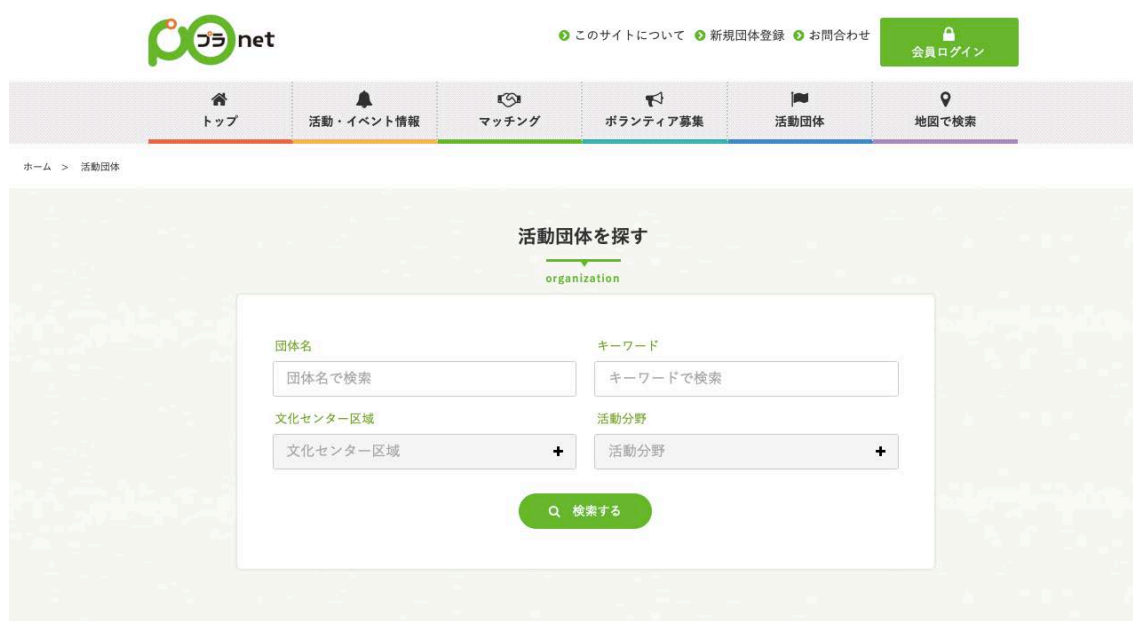 プラnet
このサイトについて 新規団体登録 お問合わせ
会員ログイン
トップ 活動・イベント情報 マッチング ボランティア募集 活動団体 地図で検索
ホーム > 活動団体
活動団体を探す
organization
団体名 キーワード
団体名で検索 キーワードで検索
文化センター区域 活動分野
文化センター区域 + 活動分野 +
検索する